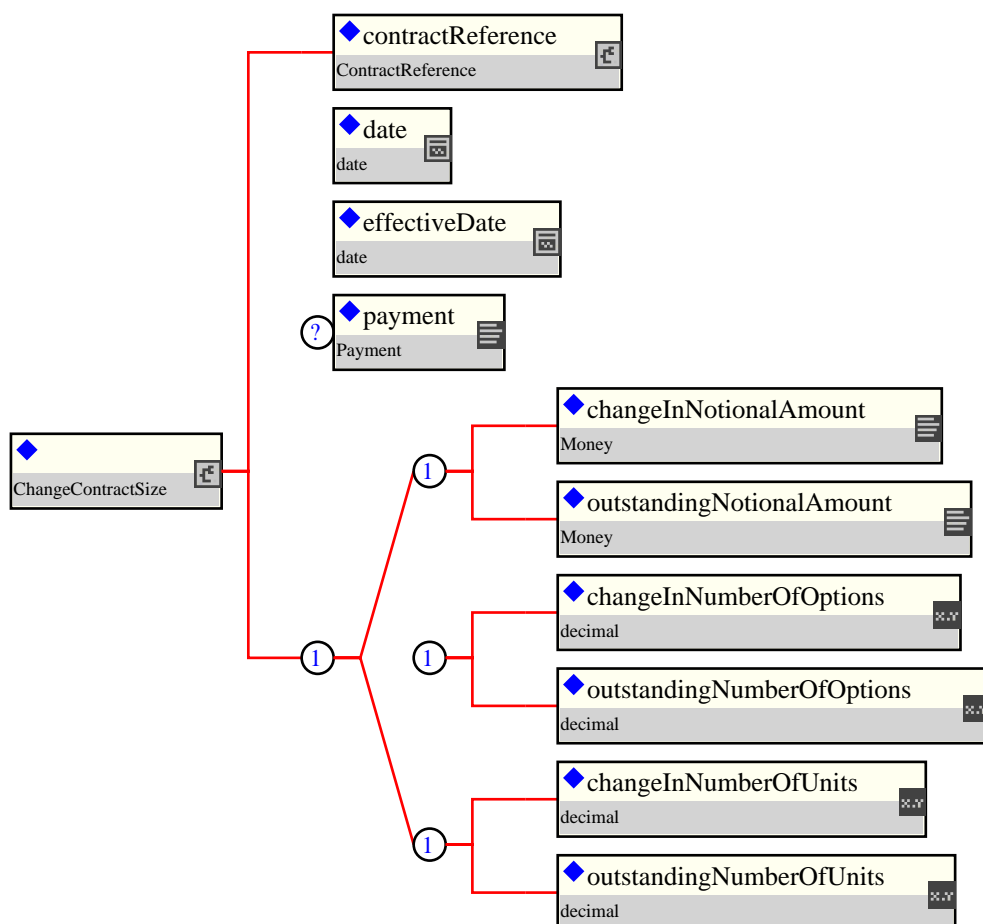 contractReference
ContractReference
date
date
effectiveDate
date
?
payment
Payment
ChangeContractSize
1
1
changeInNotionalAmount
Money
outstandingNotionalAmount
Money
1
changeInNumberOfOptions
decimal
x.Y
outstandingNumberOfOptions
decimal
x.Y
1
changeInNumberOfUnits
decimal
x.Y
outstandingNumberOfUnits
decimal
x.Y